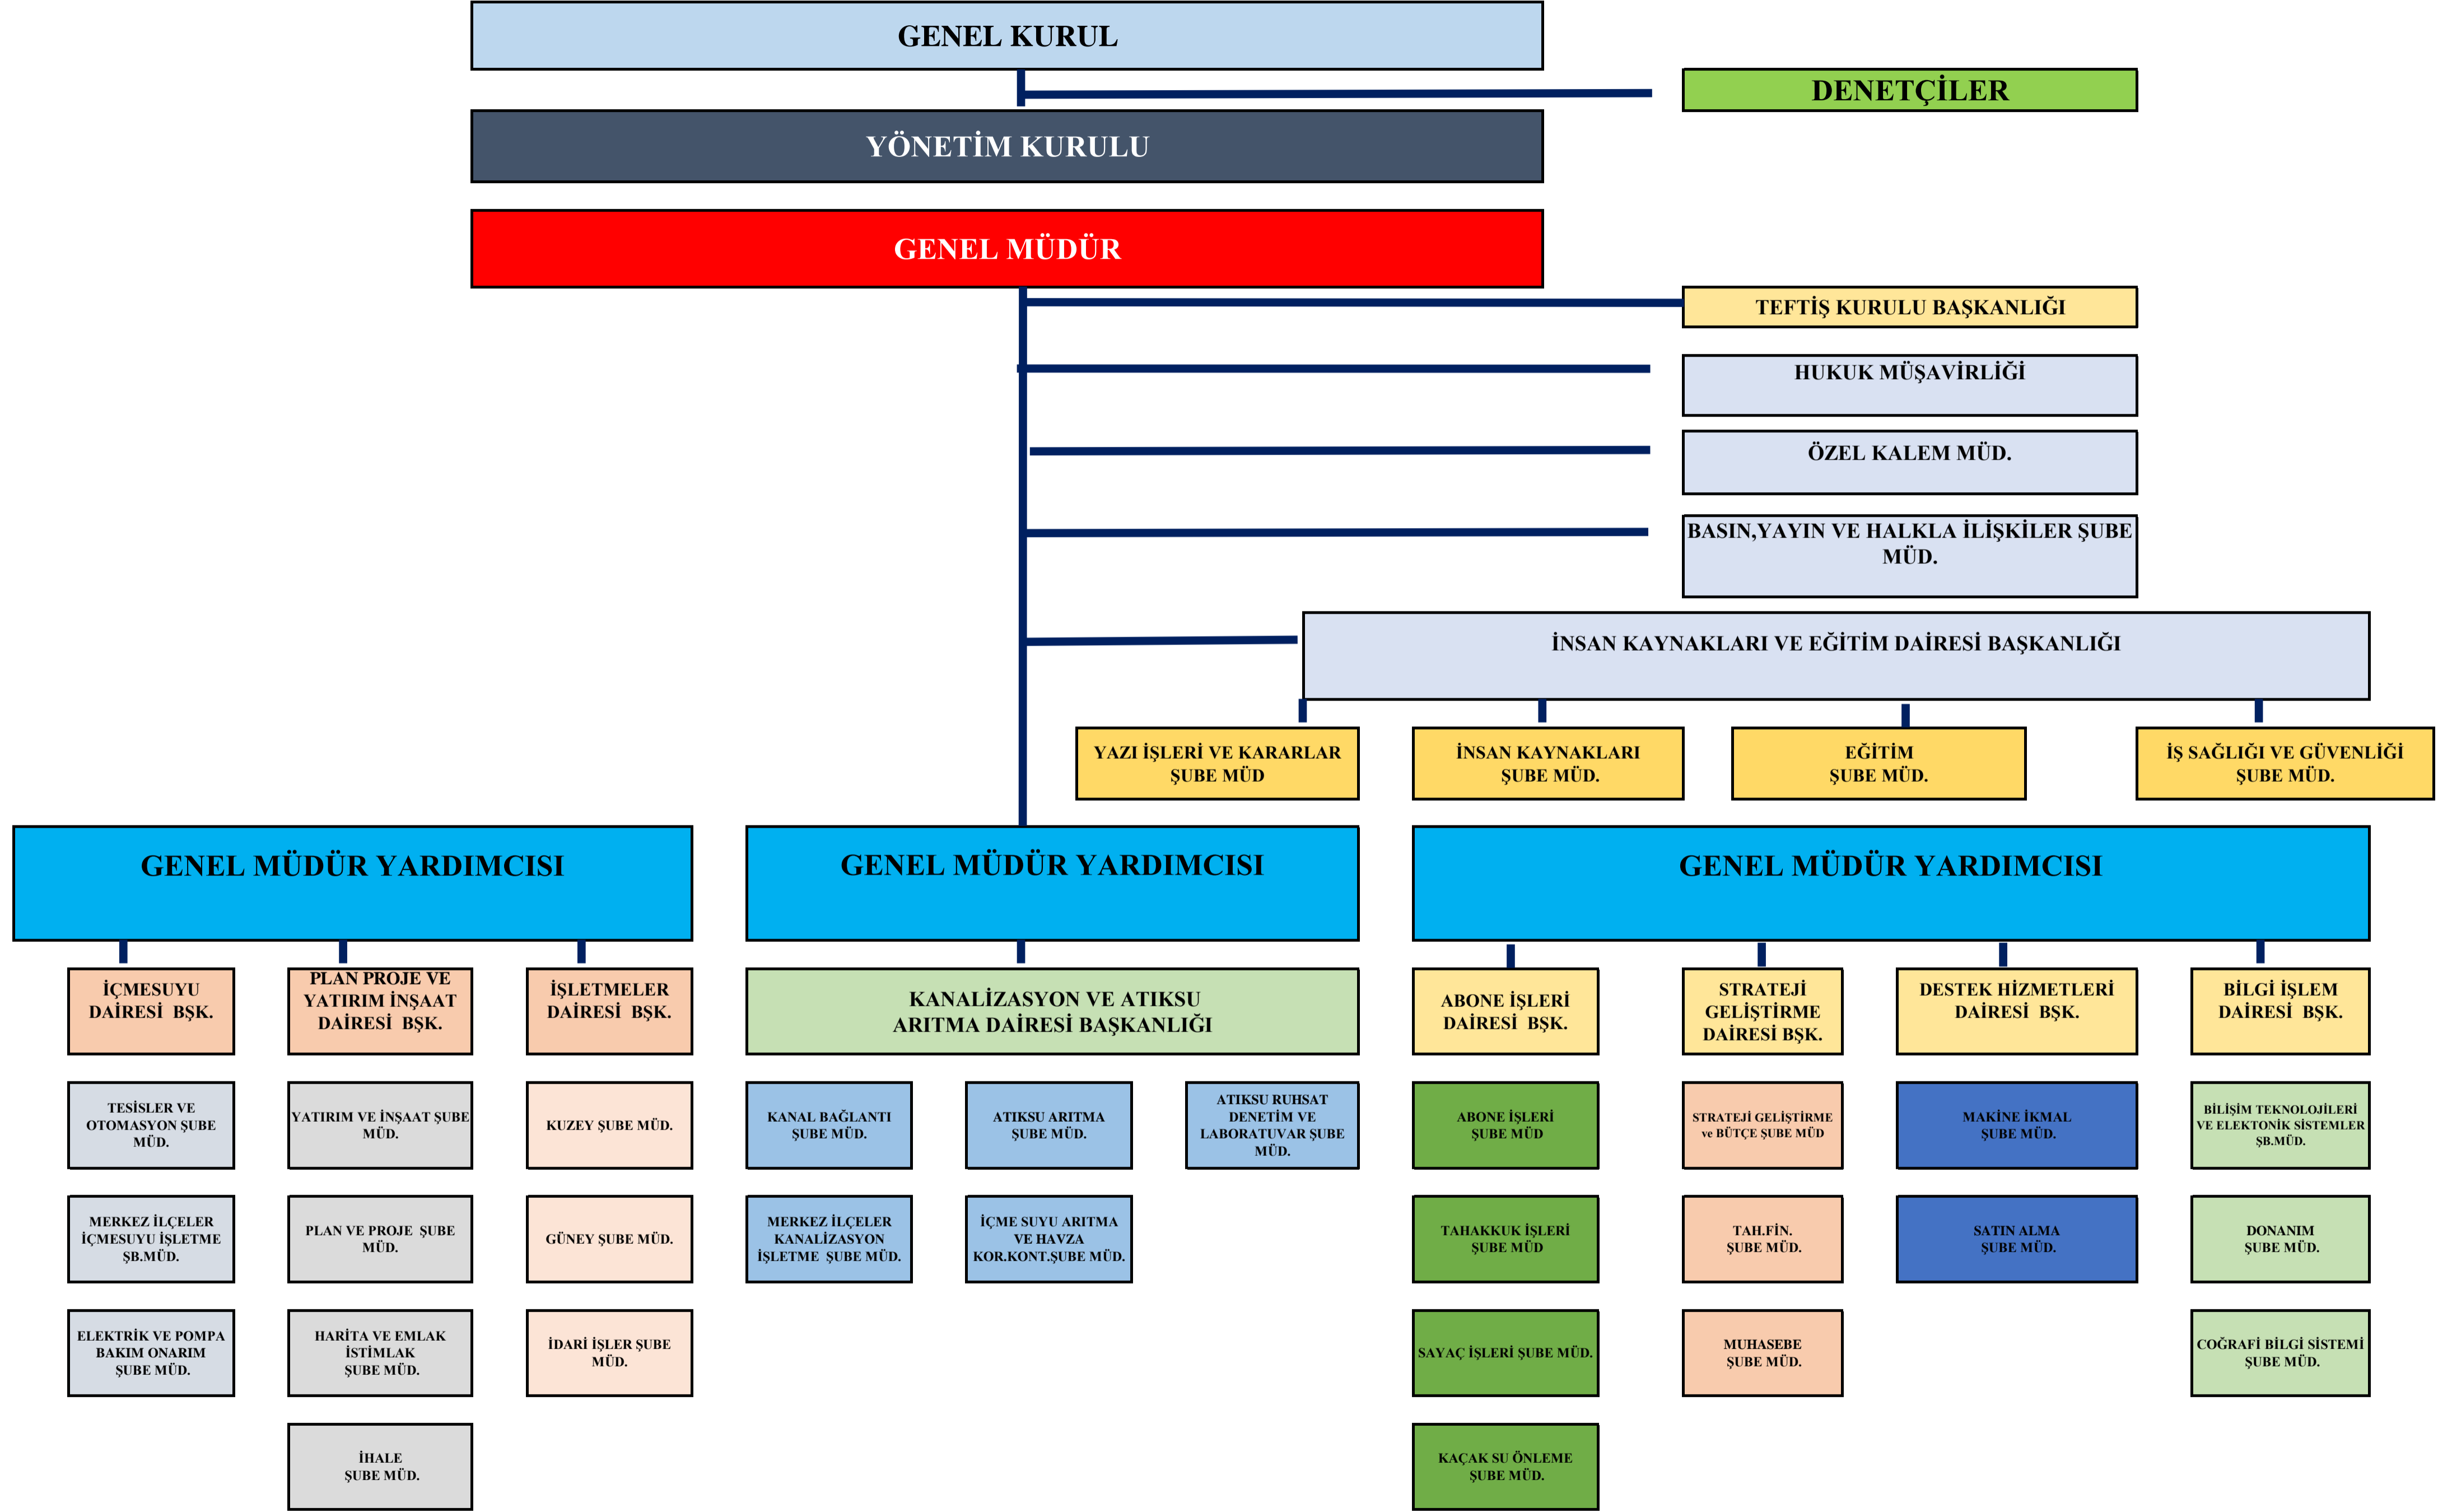 GENEL KURUL
DENETÇİLER
YÖNETİM KURULU
GENEL MÜDÜR
TEFTİŞ KURULU BAŞKANLIĞI
HUKUK MÜŞAVİRLİĞİ
ÖZEL KALEM MÜD.
BASIN,YAYIN VE HALKLA İLİŞKİLER ŞUBE
MÜD.
İNSAN KAYNAKLARI VE EĞİTİM DAİRESİ BAŞKANLIĞI
YAZI İŞLERİ VE KARARLAR
ŞUBE MÜD
İNSAN KAYNAKLARI
ŞUBE MÜD.
EĞİTİM
ŞUBE MÜD.
İŞ SAĞLIĞI VE GÜVENLİĞİ
ŞUBE MÜD.
GENEL MÜDÜR YARDIMCISI
GENEL MÜDÜR YARDIMCISI
GENEL MÜDÜR YARDIMCISI
İÇMESUYU
DAİRESİ BŞK.
PLAN PROJE VE
YATIRIM İNŞAAT
DAİRESİ BŞK.
İŞLETMELER
DAİRESİ BŞK.
KANALİZASYON VE ATIKSU
ARITMA DAİRESİ BAŞKANLIĞI
ABONE İŞLERİ
DAİRESİ BŞK.
STRATEJİ
GELİŞTİRME
DAİRESİ BŞK.
DESTEK HİZMETLERİ
DAİRESİ BŞK.
BİLGİ İŞLEM
DAİRESİ BŞK.
TESİSLER VE
OTOMASYON ŞUBE
MÜD.
YATIRIM VE İNŞAAT ŞUBE
MÜD.
KUZEY ŞUBE MÜD.
KANAL BAĞLANTI
ŞUBE MÜD.
ATIKSU ARITMA
ŞUBE MÜD.
ATIKSU RUHSAT
DENETİM VE
LABORATUVAR ŞUBE
MÜD.
ABONE İŞLERİ
ŞUBE MÜD
STRATEJİ GELİŞTİRME
ve BÜTÇE ŞUBE MÜD
MAKİNE İKMAL
ŞUBE MÜD.
BİLİŞİM TEKNOLOJİLERİ
VE ELEKTONİK SİSTEMLER
ŞB.MÜD.
MERKEZ İLÇELER
İÇMESUYU İŞLETME
ŞB.MÜD.
PLAN VE PROJE ŞUBE
MÜD.
GÜNEY ŞUBE MÜD.
MERKEZ İLÇELER
KANALİZASYON
İŞLETME ŞUBE MÜD.
İÇME SUYU ARITMA
VE HAVZA
KOR.KONT.ŞUBE MÜD.
TAHAKKUK İŞLERİ
ŞUBE MÜD
TAH.FİN.
ŞUBE MÜD.
SATIN ALMA
ŞUBE MÜD.
DONANIM
ŞUBE MÜD.
ELEKTRİK VE POMPA
BAKIM ONARIM
ŞUBE MÜD.
HARİTA VE EMLAK
İSTİMLAK
ŞUBE MÜD.
İDARİ İŞLER ŞUBE
MÜD.
SAYAÇ İŞLERİ ŞUBE MÜD.
MUHASEBE
ŞUBE MÜD.
COĞRAFİ BİLGİ SİSTEMİ
ŞUBE MÜD.
İHALE
ŞUBE MÜD.
KAÇAK SU ÖNLEME
ŞUBE MÜD.